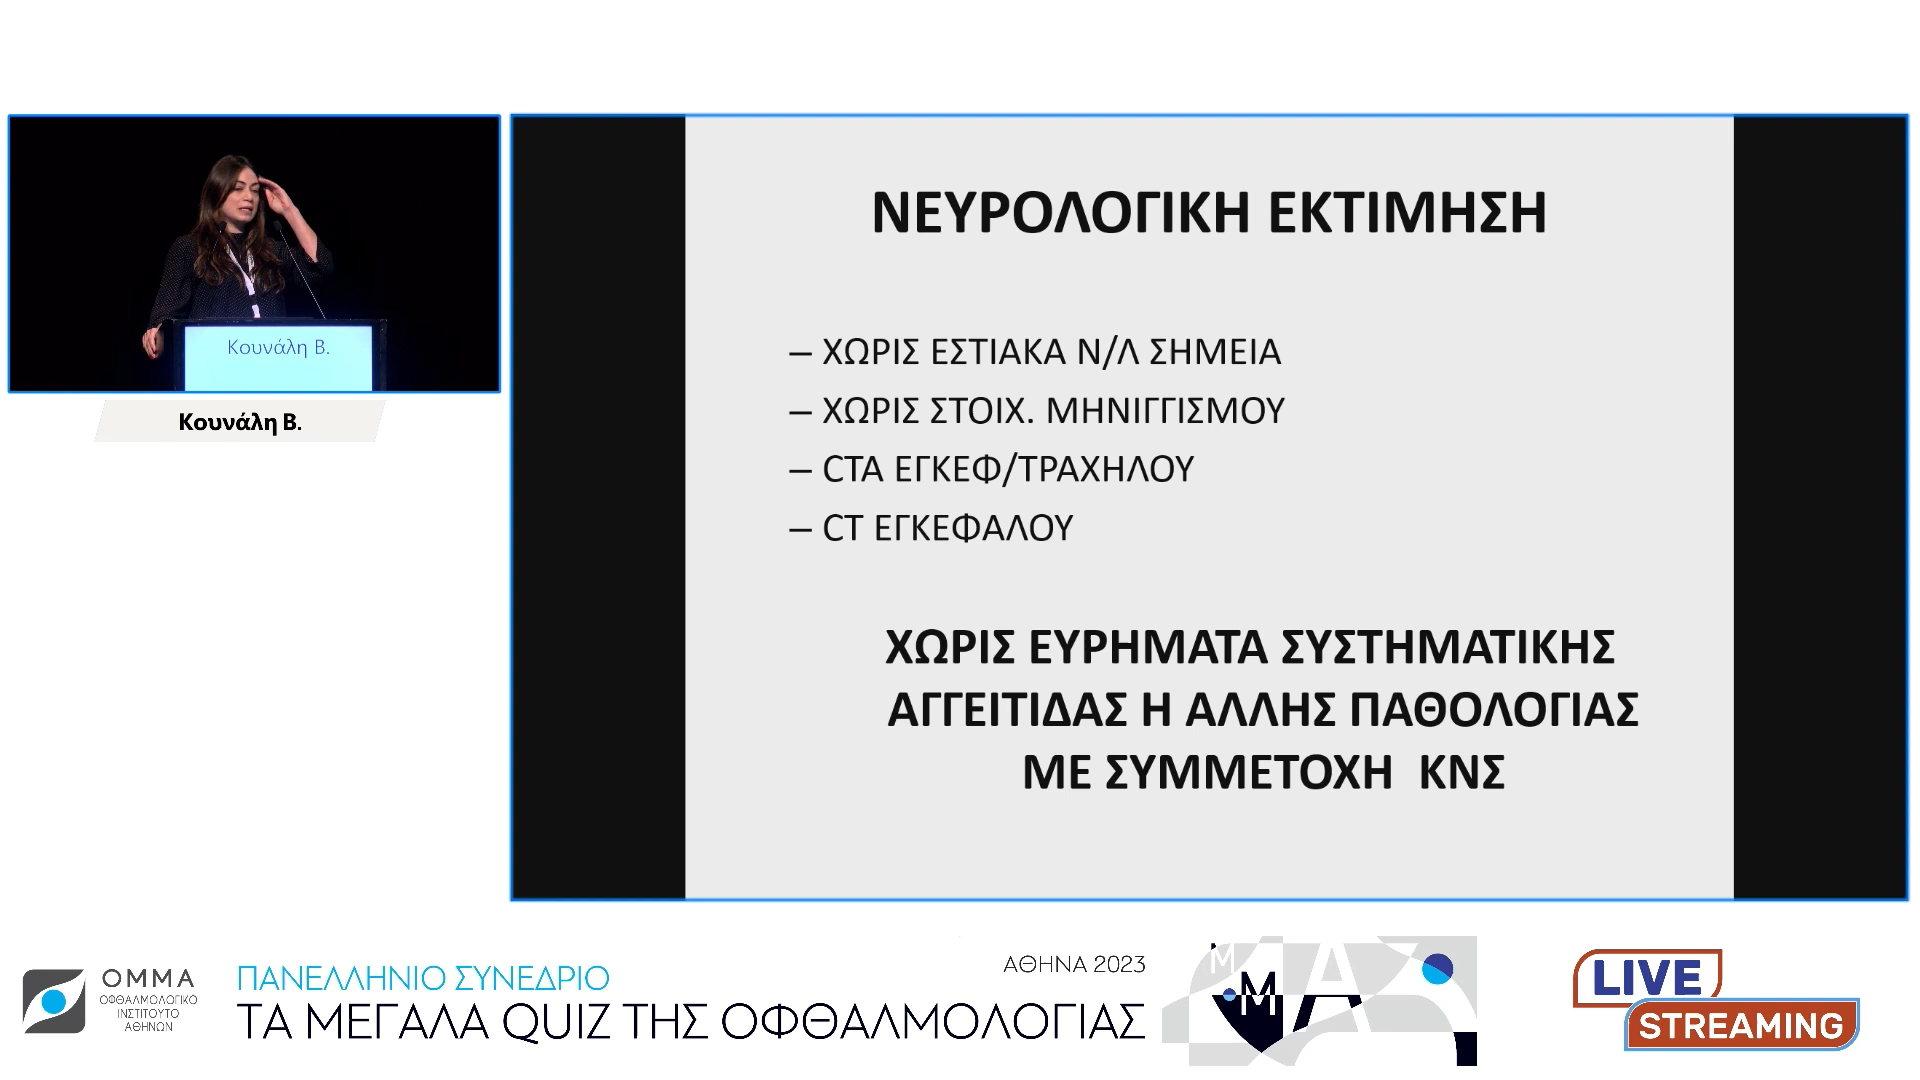 Κουνάλη Β.
Κουνάλη Β.
ΝΕΥΡΟΛΟΓΙΚΗ ΕΚΤΙΜΗΣΗ
– ΧΩΡΙΣ ΕΣΤΙΑΚΑ Ν/Λ ΣΗΜΕΙΑ
– ΧΩΡΙΣ ΣΤΟΙΧ. ΜΗΝΙΓΓΙΣΜΟΥ
– CTA ΕΓΚΕΦ/ΤΡΑΧΗΛΟΥ
– CT ΕΓΚΕΦΑΛΟΥ
ΧΩΡΙΣ ΕΥΡΗΜΑΤΑ ΣΥΣΤΗΜΑΤΙΚΗΣ
ΑΓΓΕΙΤΙΔΑΣ Η ΑΛΛΗΣ ΠΑΘΟΛΟΓΙΑΣ
ΜΕ ΣΥΜΜΕΤΟΧΗ ΚΝΣ
ΟΜΜΑ
ΟΦΘΑΛΜΟΛΟΓΙΚΟ
ΙΝΣΤΙΤΟΥΤΟ
ΑΘΗΝΩΝ
ΠΑΝΕΛΛΗΝΙΟ ΣΥΝΕΔΡΙΟ
ΑΘΗΝΑ 2023
ΤΑ ΜΕΓΑΛΑ QUIZ ΤΗΣ ΟΦΘΑΛΜΟΛΟΓΙΑΣ
LIVE
STREAMING